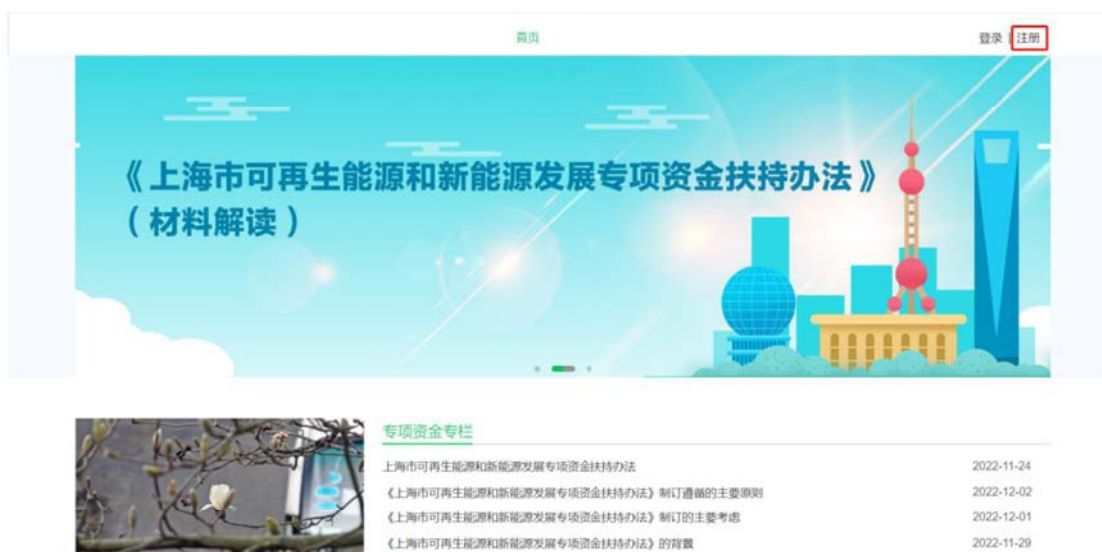 首页
登录 | 注册
《上海市可再生能源和新能源发展专项资金扶持办法》
（材料解读）
专项资金专栏
上海市可再生能源和新能源发展专项资金扶持办法 2022-11-24
《上海市可再生能源和新能源发展专项资金扶持办法》制订遵循的主要原则 2022-12-02
《上海市可再生能源和新能源发展专项资金扶持办法》制订的主要考虑 2022-12-01
《上海市可再生能源和新能源发展专项资金扶持办法》的背景 2022-11-29